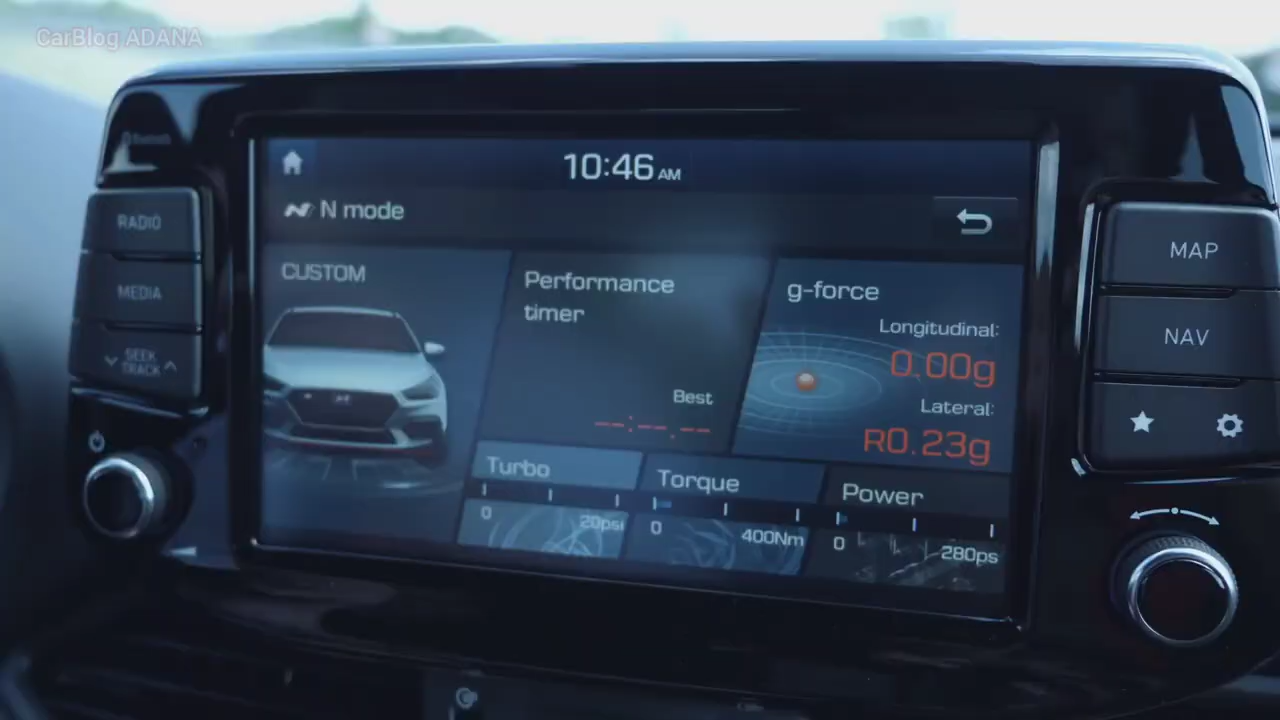 CarBlog ADANA
Bluetooth
10:46 AM
N mode
RADIO
MEDIA
SEEK
TRACK
CUSTOM
Performance
timer
Best
--:--.--
g-force
Longitudinal:
0.00g
Lateral:
R0.23g
Turbo
0 20psi
Torque
0 400Nm
Power
0 280ps
MAP
NAV